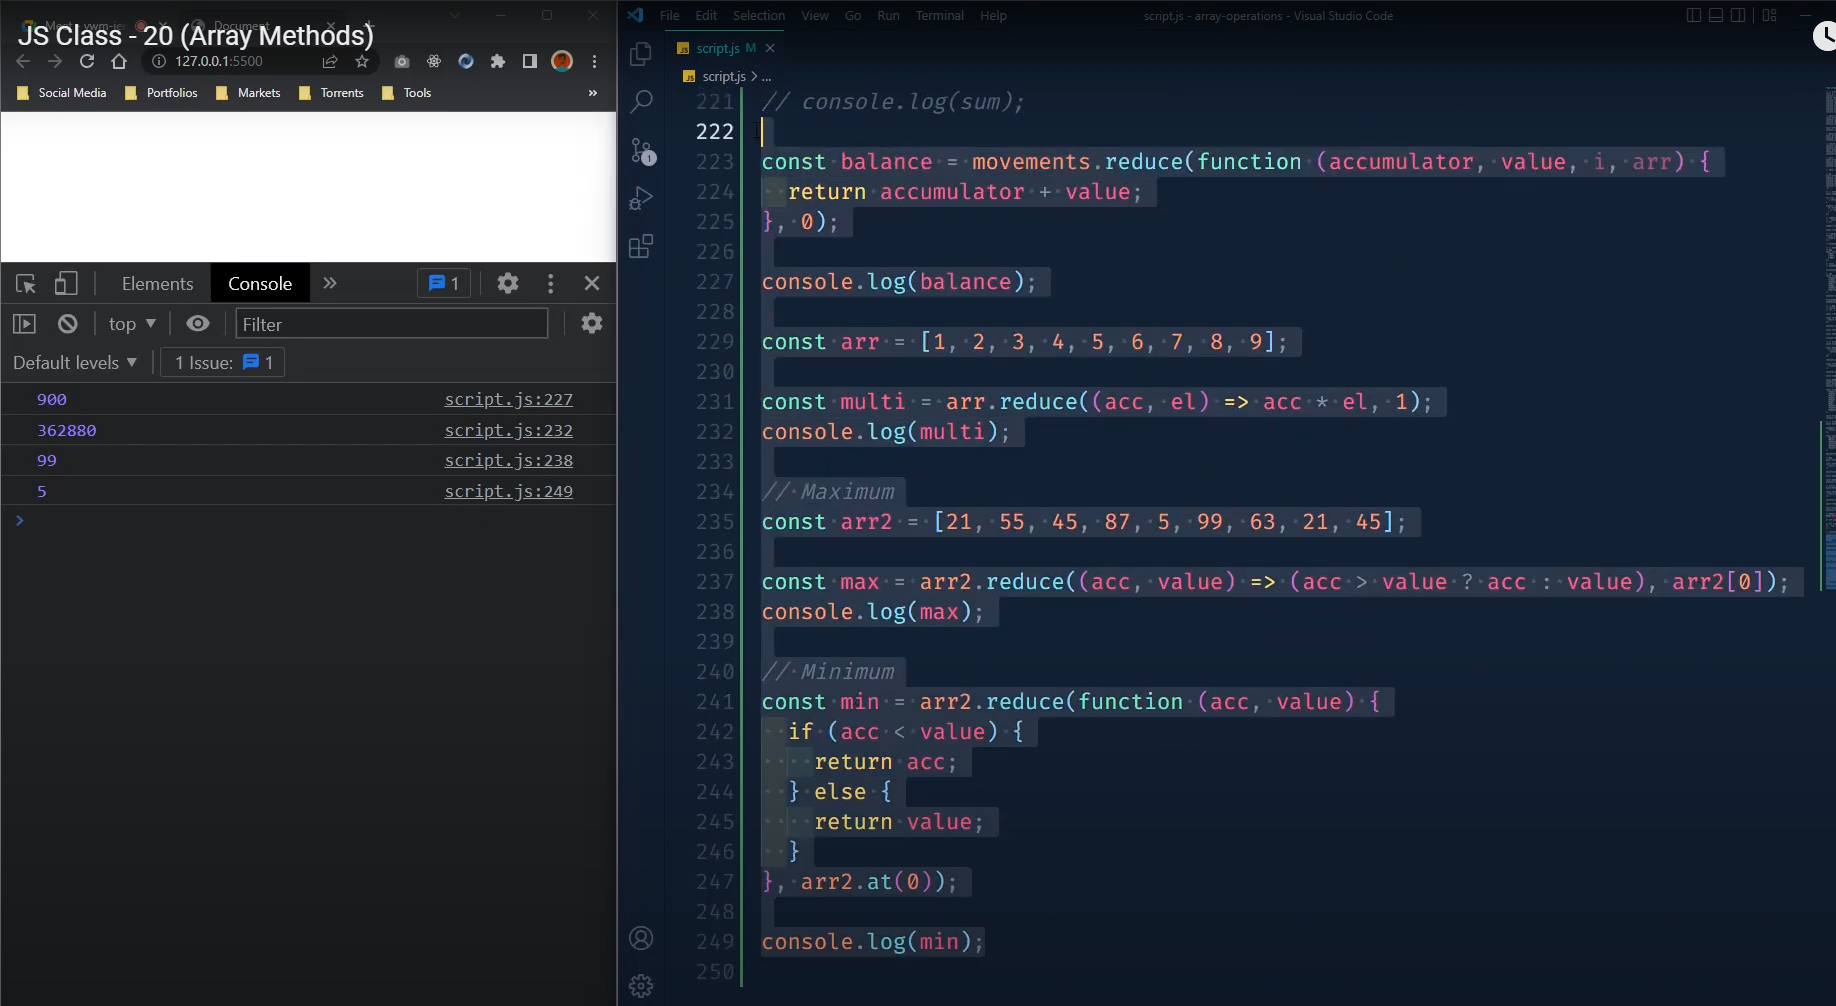 JS Class - 20 (Array Methods)
Document
127.0.0.1:5500
Social Media Portfolios Markets Torrents Tools »
Elements Console » 1
top ▼ Filter
Default levels ▼ 1 Issue: 1
900 script.js:227
362880 script.js:232
99 script.js:238
5 script.js:249
>
File Edit Selection View Go Run Terminal Help
script.js - array-operations - Visual Studio Code
JS script.js M ×
JS script.js > ...
1
221 // console.log(sum);
222
223 const balance = movements.reduce(function (accumulator, value, i, arr) {
224 return accumulator + value;
225 }, 0);
226
227 console.log(balance);
228
229 const arr = [1, 2, 3, 4, 5, 6, 7, 8, 9];
230
231 const multi = arr.reduce((acc, el) => acc * el, 1);
232 console.log(multi);
233
234 // Maximum
235 const arr2 = [21, 55, 45, 87, 5, 99, 63, 21, 45];
236
237 const max = arr2.reduce((acc, value) => (acc > value ? acc : value), arr2[0]);
238 console.log(max);
239
240 // Minimum
241 const min = arr2.reduce(function (acc, value) {
242 if (acc < value) {
243 return acc;
244 } else {
245 return value;
246 }
247 }, arr2.at(0));
248
249 console.log(min);
250